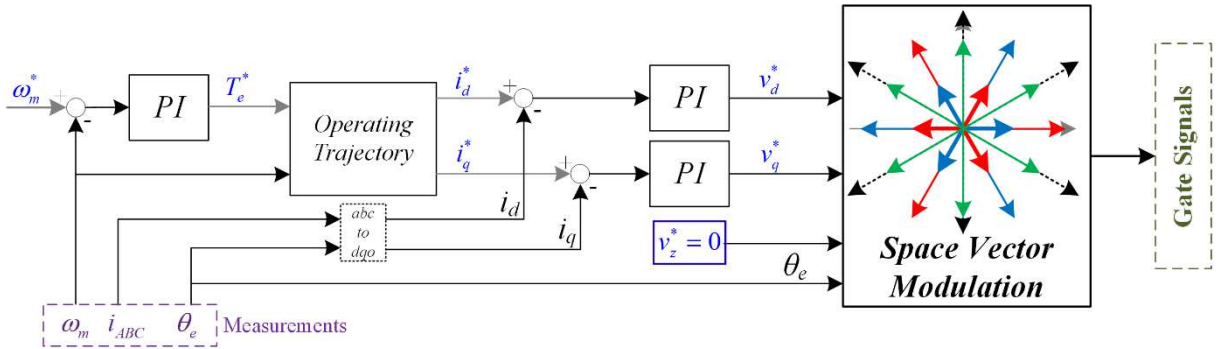 ω*m
+
-
PI
T*e
Operating
Trajectory
i*d
i*q
+
-
+
-
PI
v*d
PI
v*q
abc
to
dqo
id
iq
v*z = 0
θe
Space Vector
Modulation
Gate Signals
ωm iABC θe Measurements